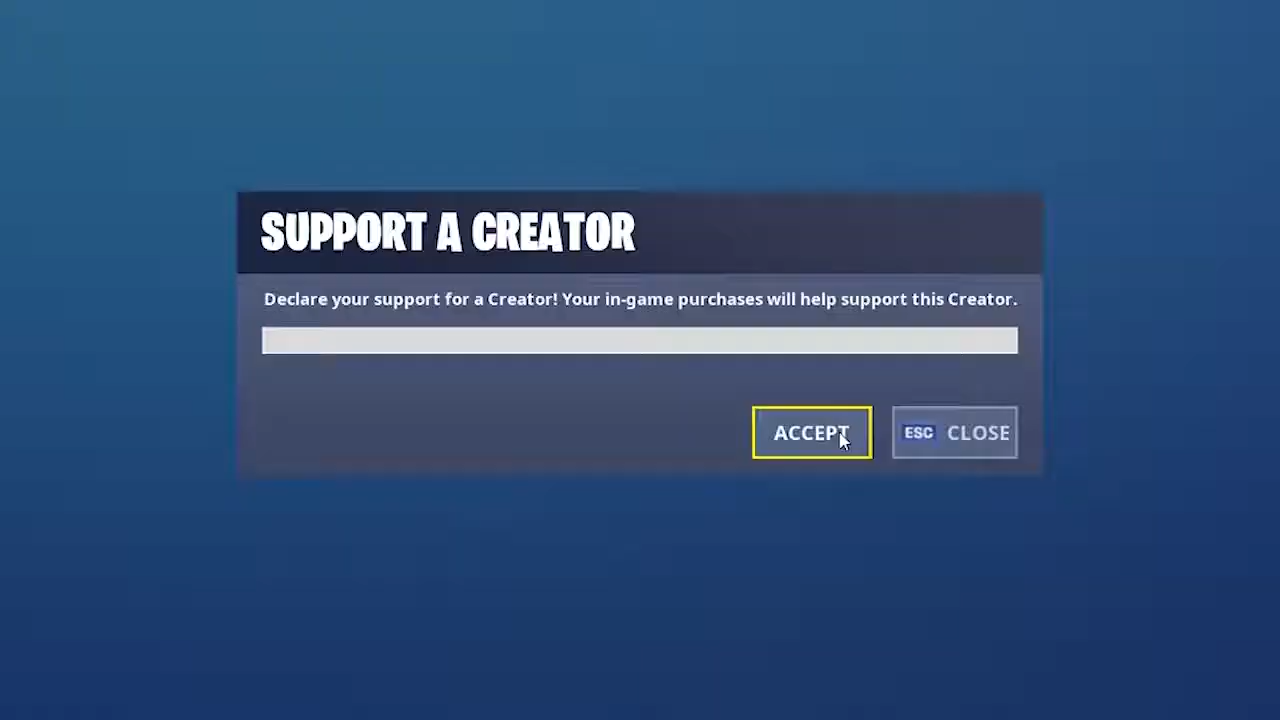 SUPPORT A CREATOR
Declare your support for a Creator! Your in-game purchases will help support this Creator.
ACCEPT
ESC CLOSE